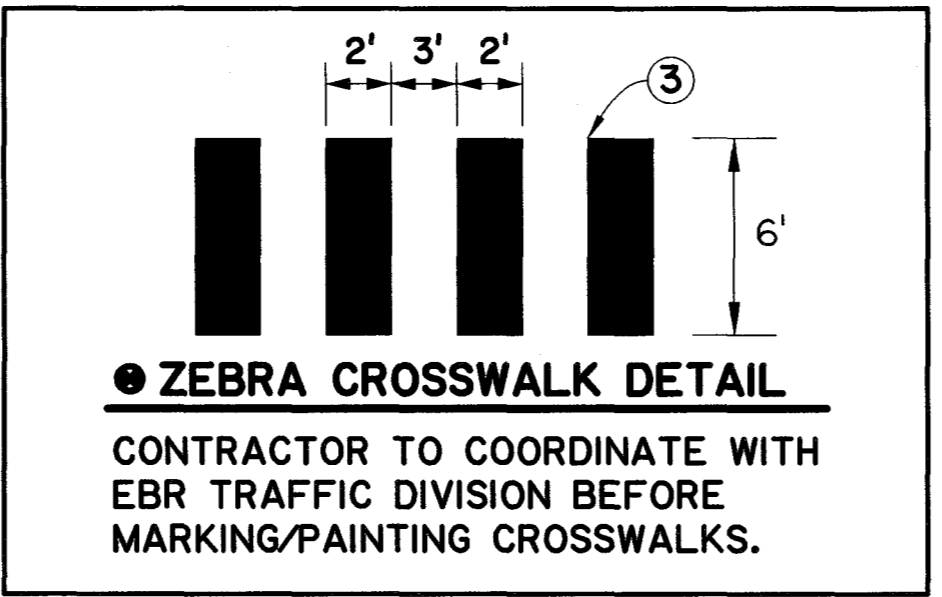 2' 3' 2'
3
6'
ZEBRA CROSSWALK DETAIL
CONTRACTOR TO COORDINATE WITH
EBR TRAFFIC DIVISION BEFORE
MARKING/PAINTING CROSSWALKS.